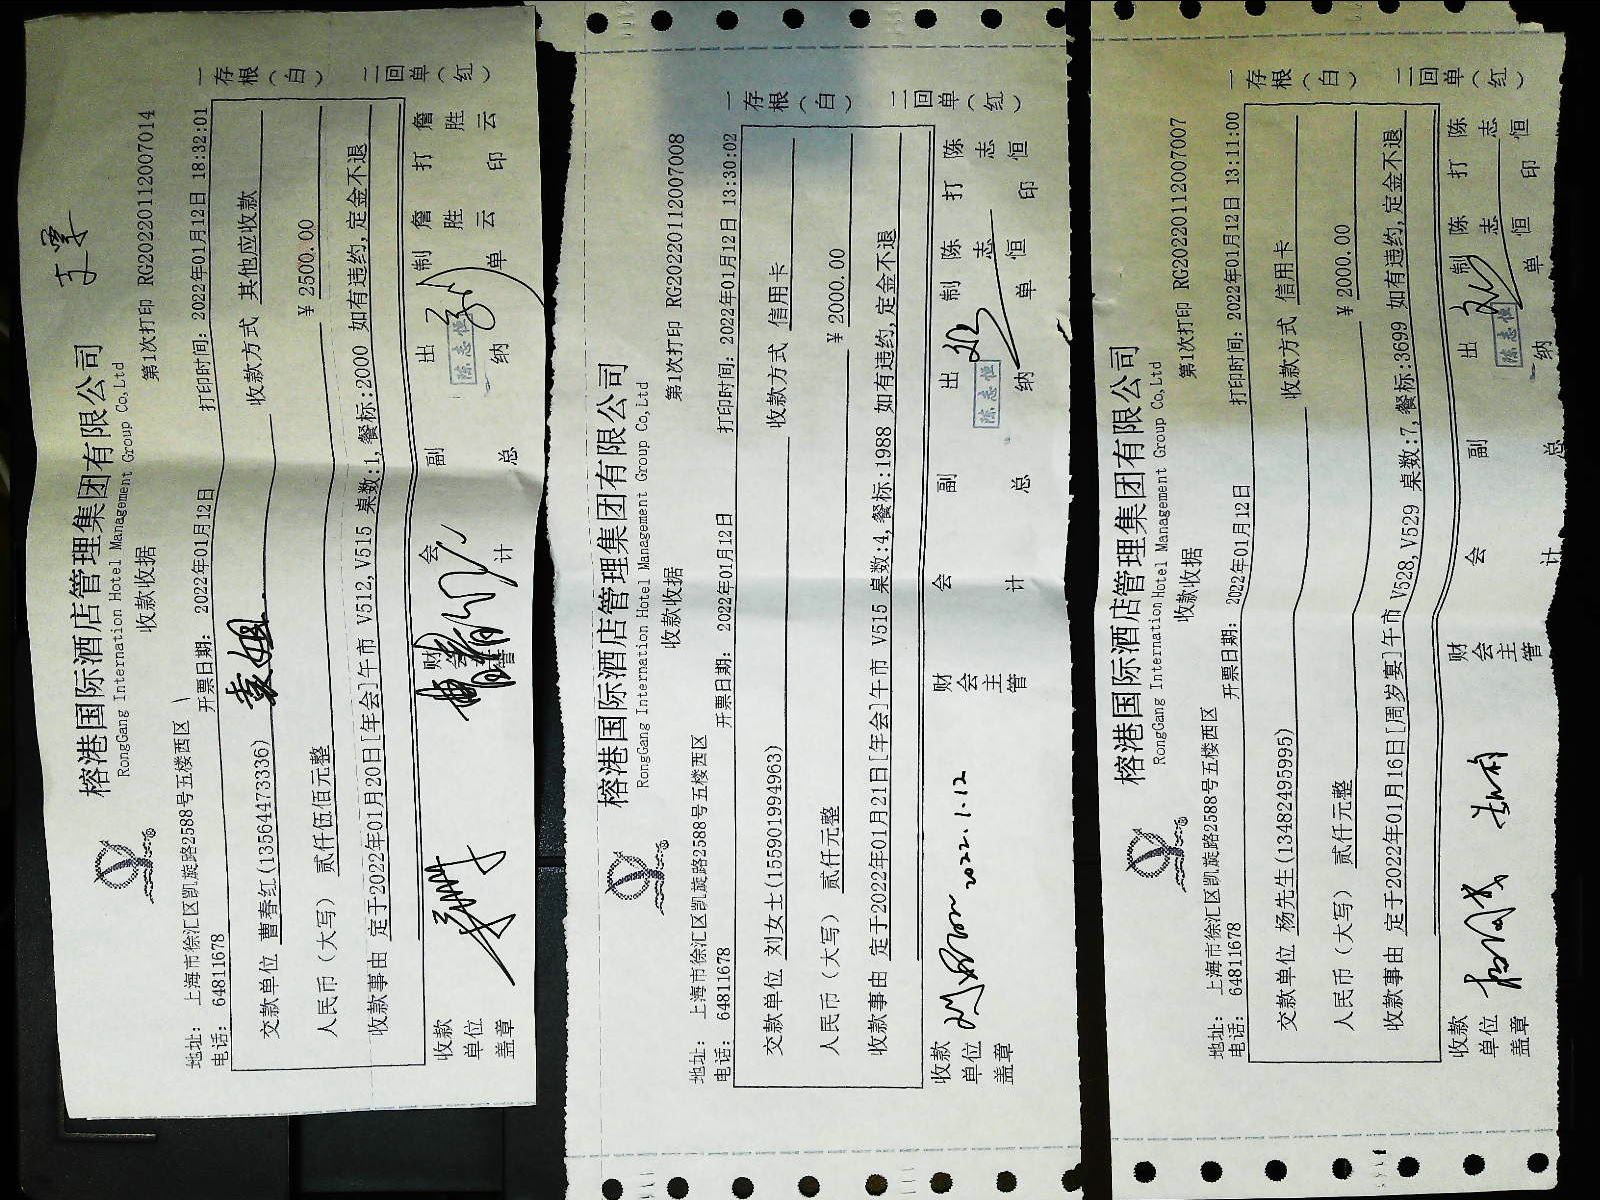 榕港国际酒店管理集团有限公司
RongGang Internation Hotel Management Group Co,Ltd
收款收据
第1次打印 RG20220112007014
地址: 上海市徐汇区凯旋路2588号五楼西区
电话: 64811678
开票日期: 2022年01月12日
打印时间: 2022年01月12日 18:32:01
交款单位 曹春红(13564473336)
袁姐
收款方式 其他应收款
人民币（大写） 贰仟伍佰元整
¥ 2500.00
收款事由 定于2022年01月20日[年会]午市 V512,V515 桌数:1,餐标:2000 如有违约,定金不退
收款单位盖章
财会主管
会计
副总
出纳
陈志恒
制单 詹胜云
打印 詹胜云
一存根（白）
二回单（红）
榕港国际酒店管理集团有限公司
RongGang Internation Hotel Management Group Co,Ltd
收款收据
第1次打印 RG20220112007008
地址: 上海市徐汇区凯旋路2588号五楼西区
电话: 64811678
开票日期: 2022年01月12日
打印时间: 2022年01月12日 13:30:02
交款单位 刘女士(155901994963)
收款方式 信用卡
人民币（大写） 贰仟元整
¥ 2000.00
收款事由 定于2022年01月21日[年会]午市 V515 桌数:4,餐标:1988 如有违约,定金不退
收款单位盖章
2022.1.12
财会主管
会计
副总
出纳
陈志恒
制单 陈志恒
打印 陈志恒
一存根（白）
二回单（红）
榕港国际酒店管理集团有限公司
RongGang Internation Hotel Management Group Co,Ltd
收款收据
第1次打印 RG20220112007007
地址: 上海市徐汇区凯旋路2588号五楼西区
电话: 64811678
开票日期: 2022年01月12日
打印时间: 2022年01月12日 13:11:00
交款单位 杨先生(13482495995)
收款方式 信用卡
人民币（大写） 贰仟元整
¥ 2000.00
收款事由 定于2022年01月16日[周岁宴]午市 V528,V529 桌数:7,餐标:3699 如有违约,定金不退
收款单位盖章
财会主管
会计
副总
出纳
陈志恒
制单 陈志恒
打印 陈志恒
一存根（白）
二回单（红）